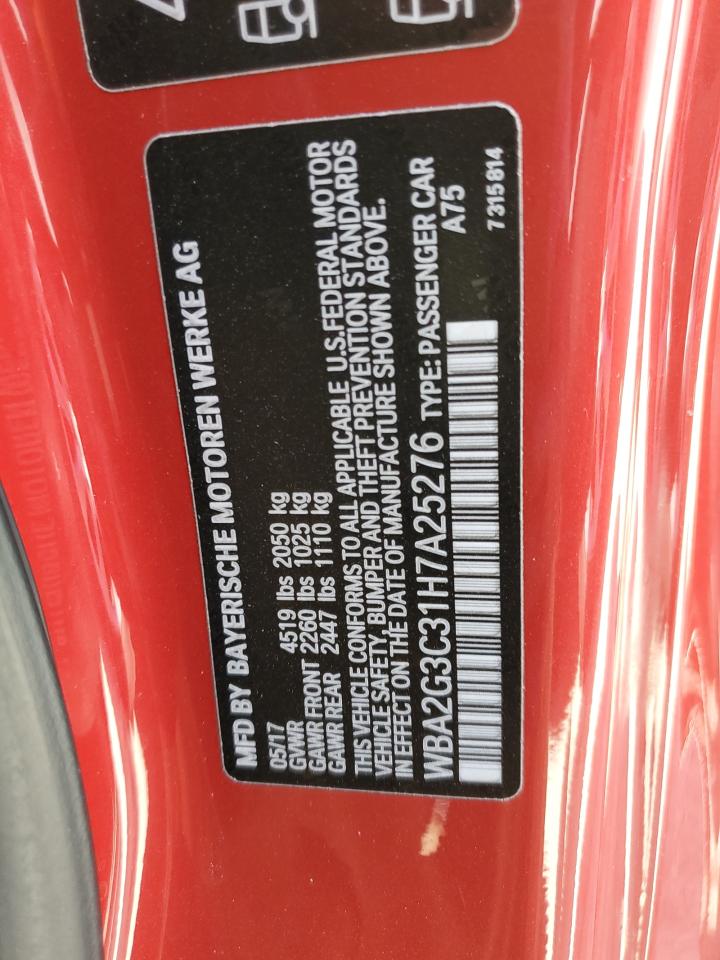 MFD BY BAYERISCHE MOTOREN WERKE AG
05/17
GVWR 4519 lbs 2050 kg
GAWR FRONT 2260 lbs 1025 kg
GAWR REAR 2447 lbs 1110 kg
THIS VEHICLE CONFORMS TO ALL APPLICABLE U.S.FEDERAL MOTOR
VEHICLE SAFETY, BUMPER AND THEFT PREVENTION STANDARDS
IN EFFECT ON THE DATE OF MANUFACTURE SHOWN ABOVE.
WBA2G3C31H7A25276 TYPE: PASSENGER CAR
A75
7315814